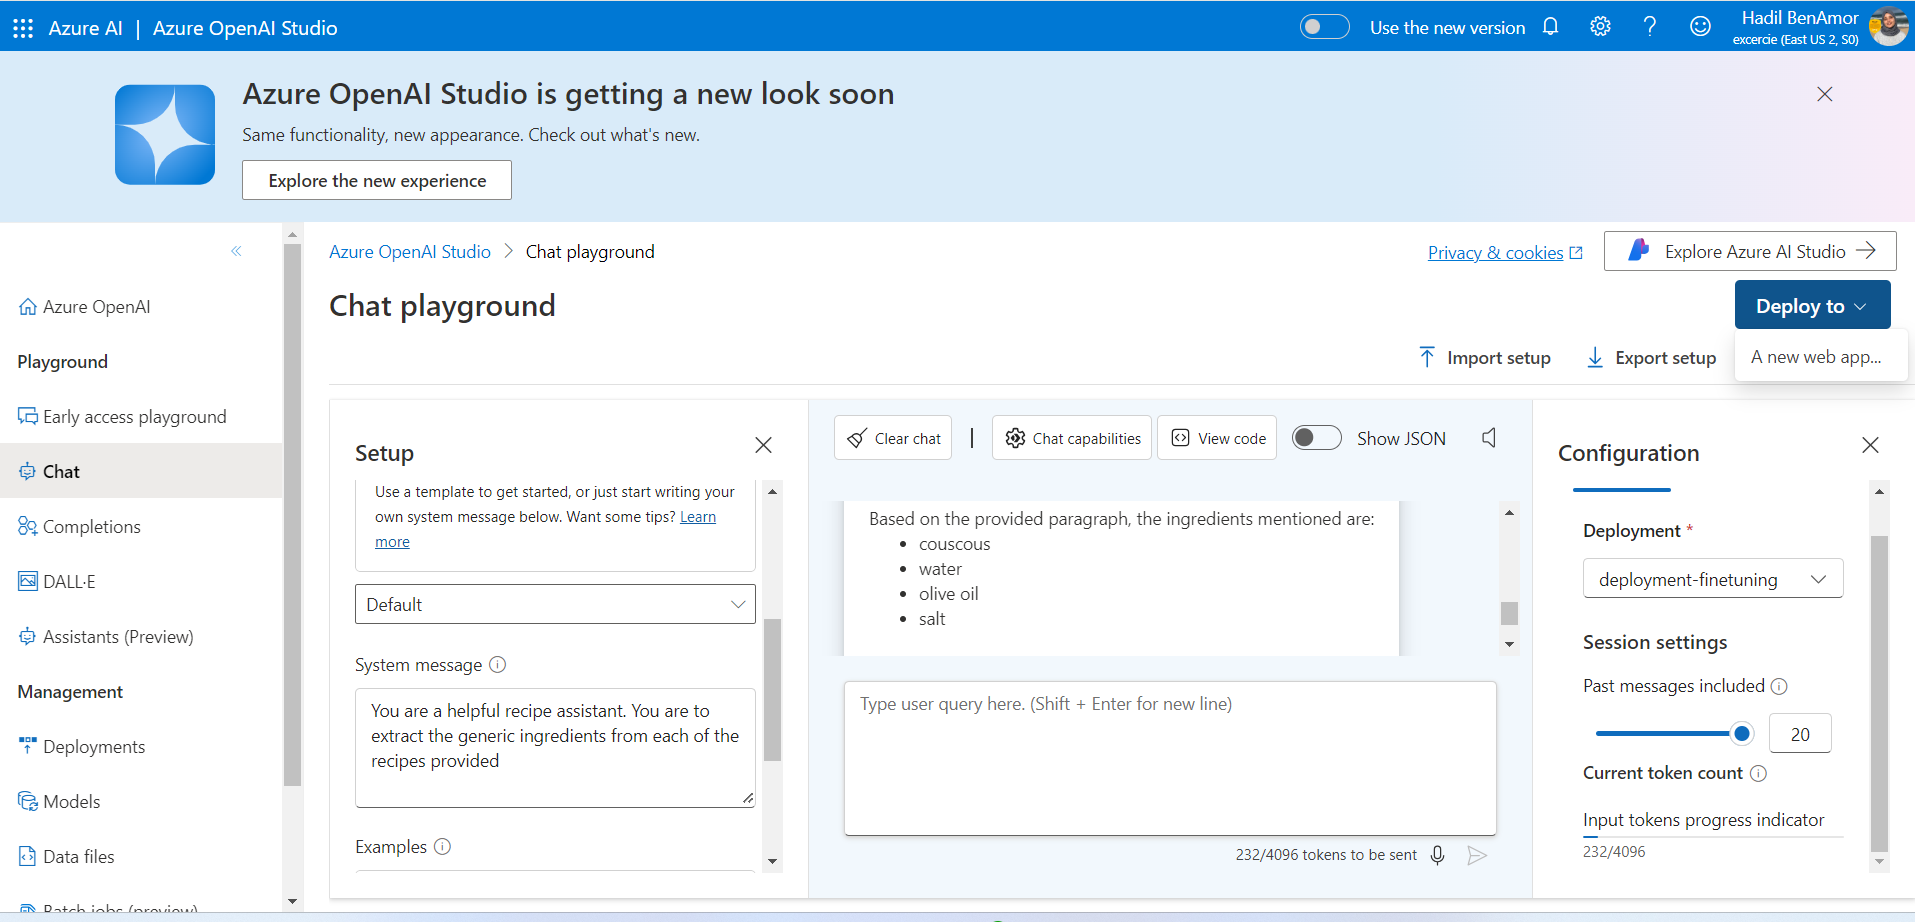 Azure AI | Azure OpenAI Studio
Use the new version
Hadil BenAmor
excercie (East US 2, S0)
Azure OpenAI Studio is getting a new look soon
Same functionality, new appearance. Check out what's new.
Explore the new experience
Azure OpenAI
Playground
Early access playground
Chat
Completions
DALL·E
Assistants (Preview)
Management
Deployments
Models
Data files
Batch jobs (preview)
Azure OpenAI Studio > Chat playground
Privacy & cookies
Explore Azure AI Studio
Chat playground
Deploy to
A new web app...
Import setup
Export setup
Setup
Use a template to get started, or just start writing your
own system message below. Want some tips? Learn
more
Default
System message
You are a helpful recipe assistant. You are to
extract the generic ingredients from each of the
recipes provided
Examples
Clear chat
Chat capabilities
View code
Show JSON
Based on the provided paragraph, the ingredients mentioned are:
• couscous
• water
• olive oil
• salt
Type user query here. (Shift + Enter for new line)
232/4096 tokens to be sent
Configuration
Deployment *
deployment-finetuning
Session settings
Past messages included
20
Current token count
Input tokens progress indicator
232/4096